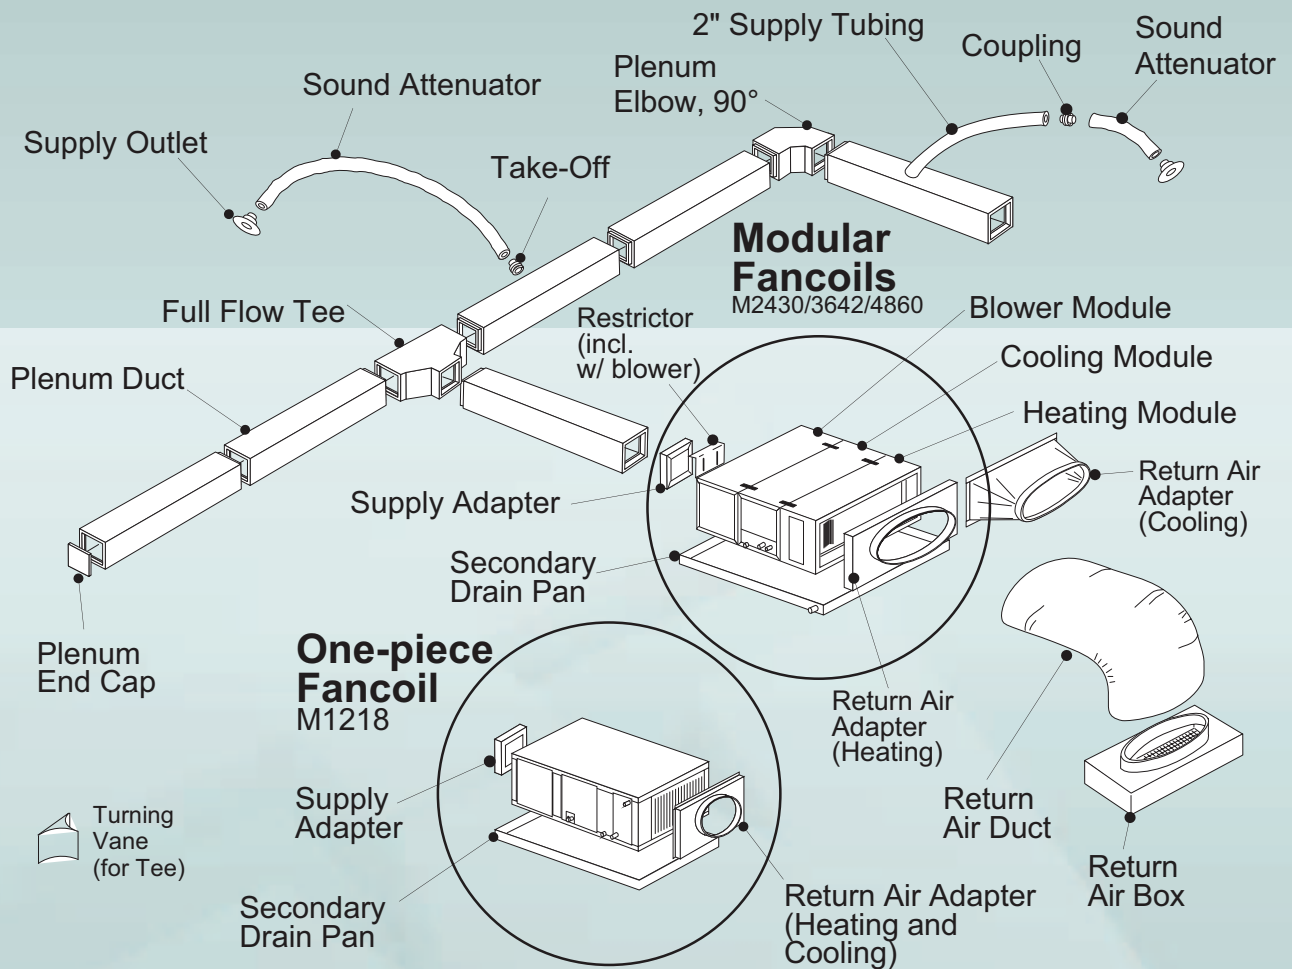 2" Supply Tubing
Coupling
Sound
Attenuator
Plenum
Elbow, 90°
Sound Attenuator
Supply Outlet
Take-Off
Modular
Fancoils
M2430/3642/4860
Full Flow Tee
Restrictor
(incl.
w/ blower)
Blower Module
Cooling Module
Heating Module
Plenum Duct
Return Air
Adapter
(Cooling)
Supply Adapter
Secondary
Drain Pan
Plenum
End Cap
One-piece
Fancoil
M1218
Return Air
Adapter
(Heating)
Supply
Adapter
Return
Air Duct
Turning
Vane
(for Tee)
Return
Air Box
Secondary
Drain Pan
Return Air Adapter
(Heating and
Cooling)